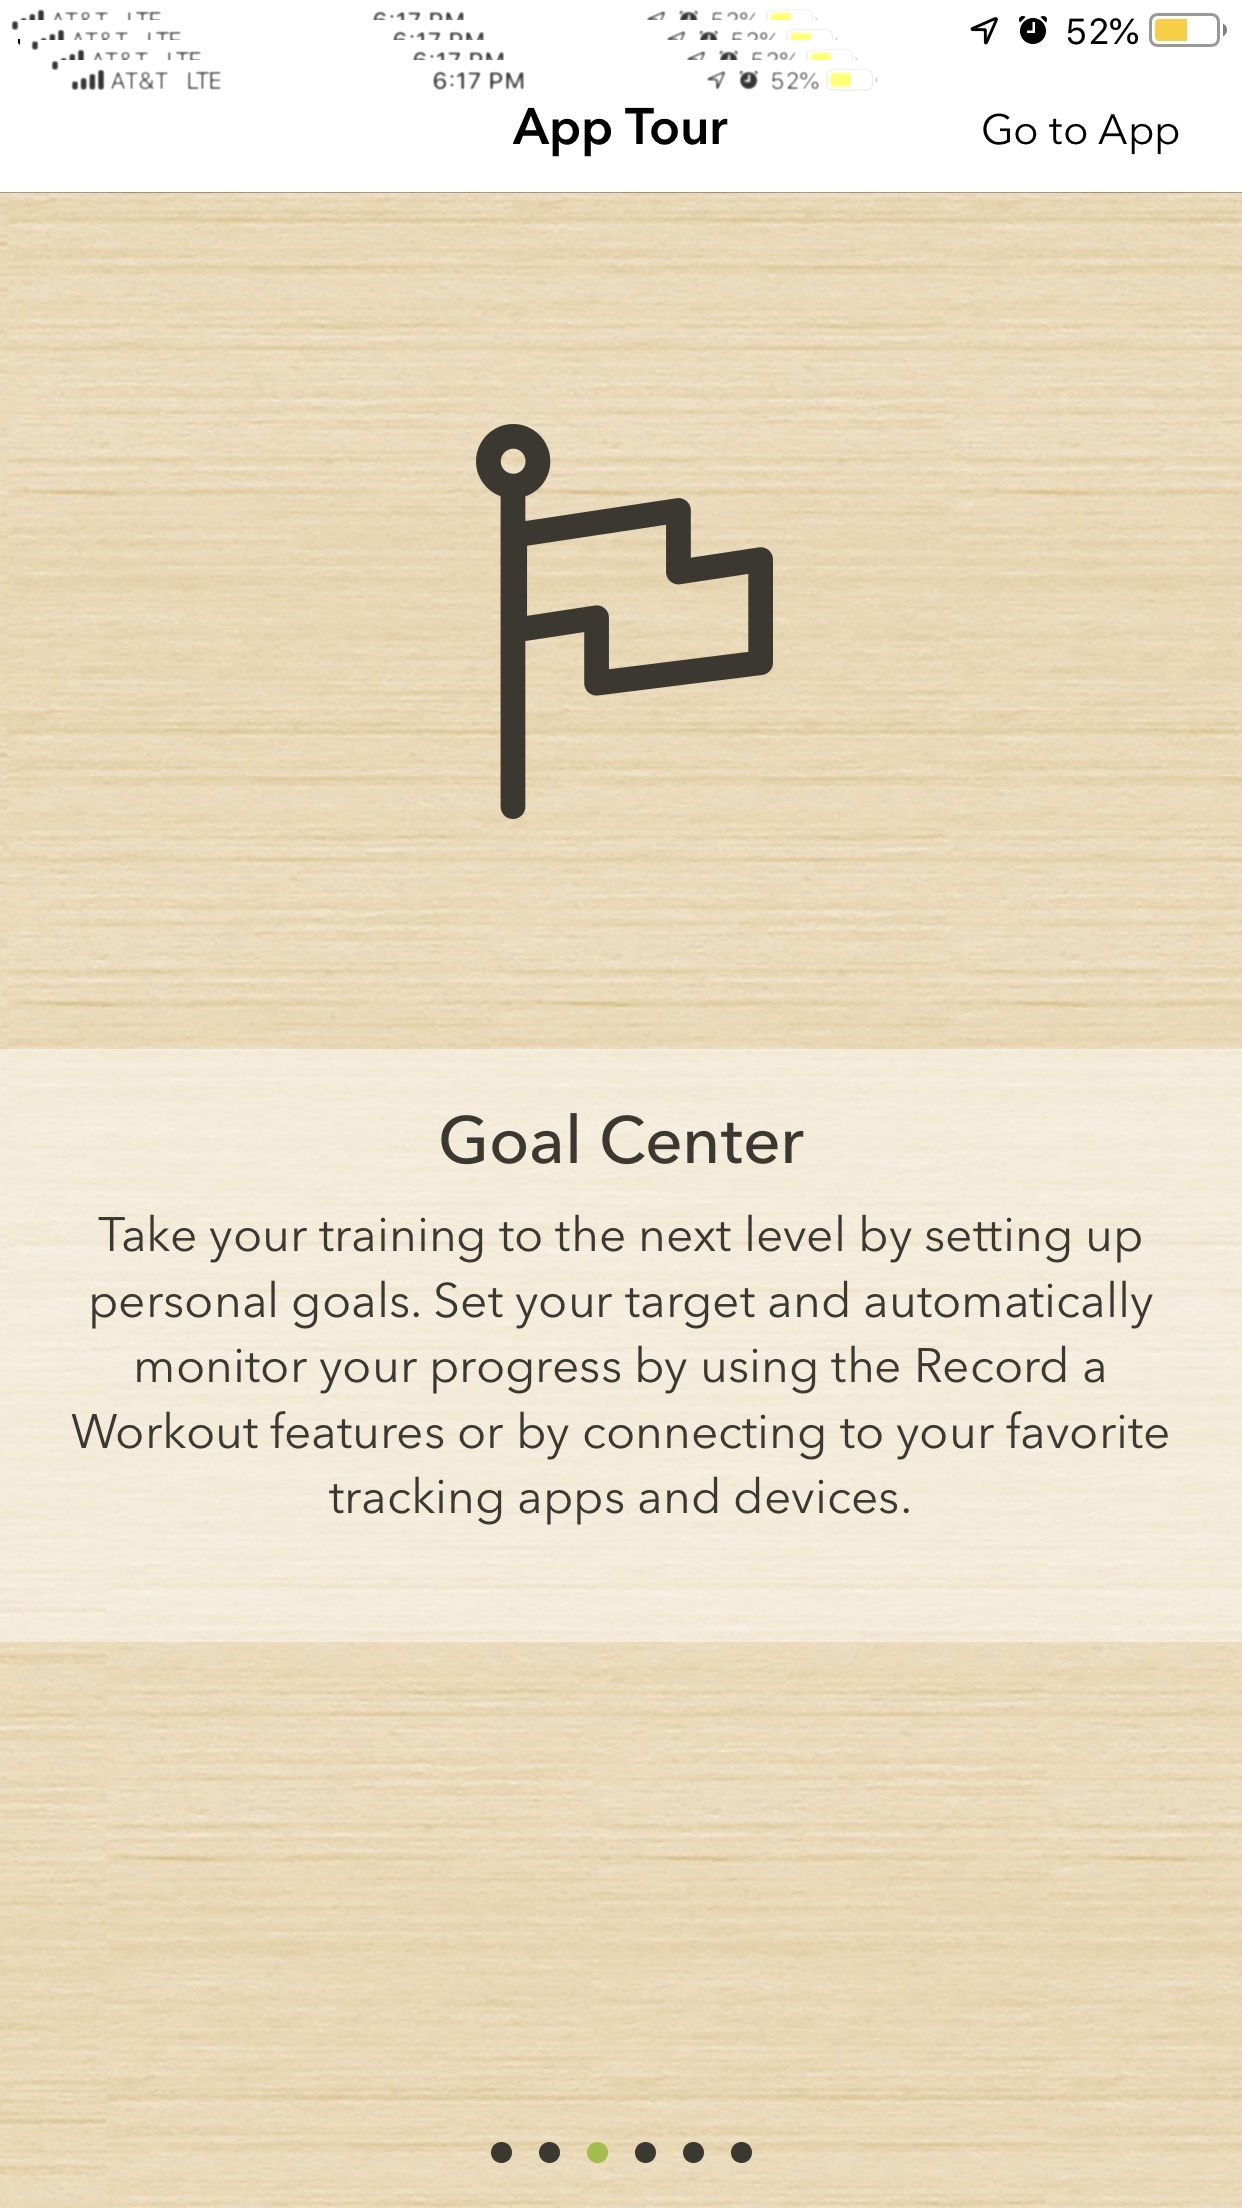 AT&T LTE 6:17 PM 52%
AT&T LTE 6:17 PM 52%
AT&T LTE 6:17 PM 52%
AT&T LTE 6:17 PM 52%
52%
App Tour
Go to App
Goal Center
Take your training to the next level by setting up
personal goals. Set your target and automatically
monitor your progress by using the Record a
Workout features or by connecting to your favorite
tracking apps and devices.